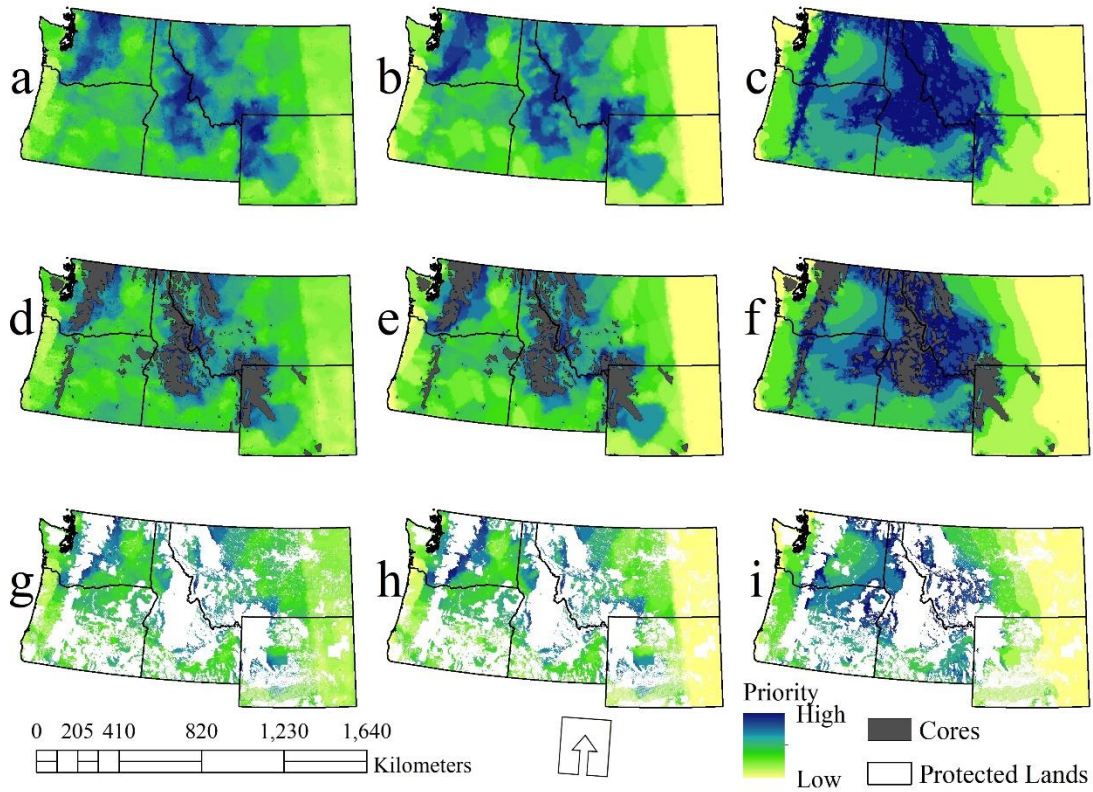 a b c
d e f
g h i
0 205 410 820 1,230 1,640
Kilometers
Priority
High
Low
Cores
Protected Lands